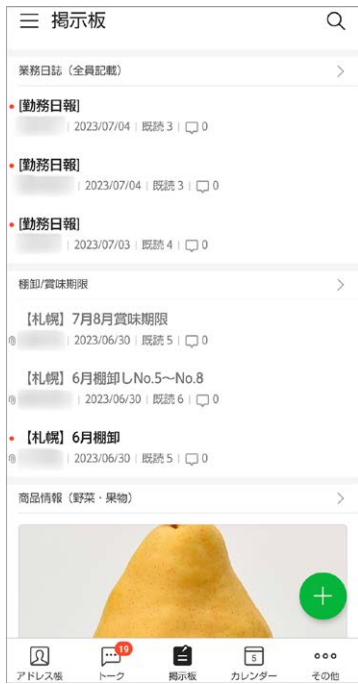 掲示板
業務日誌（全員記載）
[勤務日報]
2023/07/04 | 既読 3 | 0
[勤務日報]
2023/07/04 | 既読 3 | 0
[勤務日報]
2023/07/03 | 既読 4 | 0
棚卸/賞味期限
【札幌】7月8月賞味期限
2023/06/30 | 既読 5 | 0
【札幌】6月棚卸しNo.5～No.8
2023/06/30 | 既読 6 | 0
【札幌】6月棚卸
2023/06/30 | 既読 5 | 0
商品情報（野菜・果物）
19
5
アドレス帳 トーク 掲示板 カレンダー その他